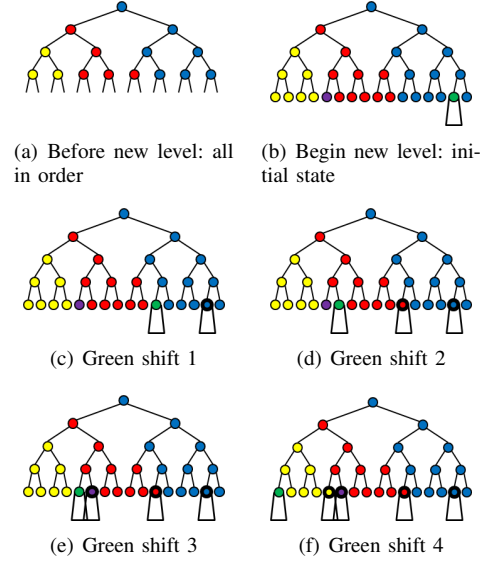 (a) Before new level: all
in order
(b) Begin new level: ini-
tial state
(c) Green shift 1
(d) Green shift 2
(e) Green shift 3
(f) Green shift 4